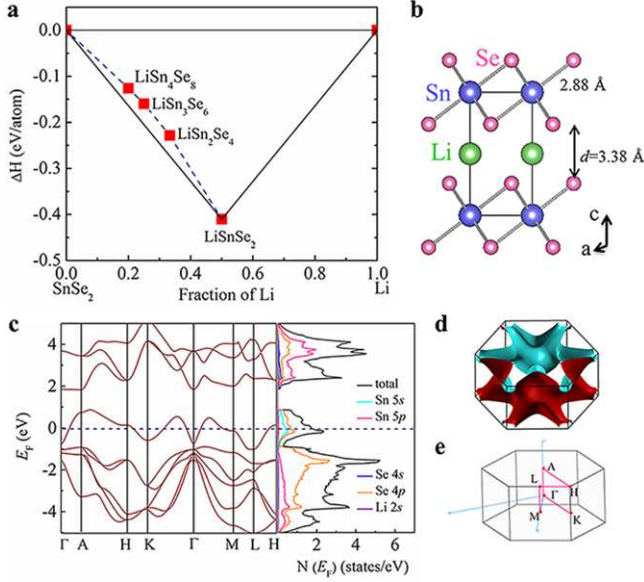 a
ΔH (eV/atom)
0.0
-0.1
-0.2
-0.3
-0.4
-0.5
LiSn₄Se₈
LiSn₃Se₆
LiSn₂Se₄
LiSnSe₂
0.0 0.2 0.4 0.6 0.8 1.0
SnSe₂ Fraction of Li Li
b
Se
Sn
2.88 Å
Li
d=3.38 Å
c
a
c
E_F (eV)
4
2
0
-2
-4
Γ A H K Γ M L H
total
Sn 5s
Sn 5p
Se 4s
Se 4p
Li 2s
2 4 6
N (E_F) (states/eV)
d
e
A
L
H
Γ
M
K